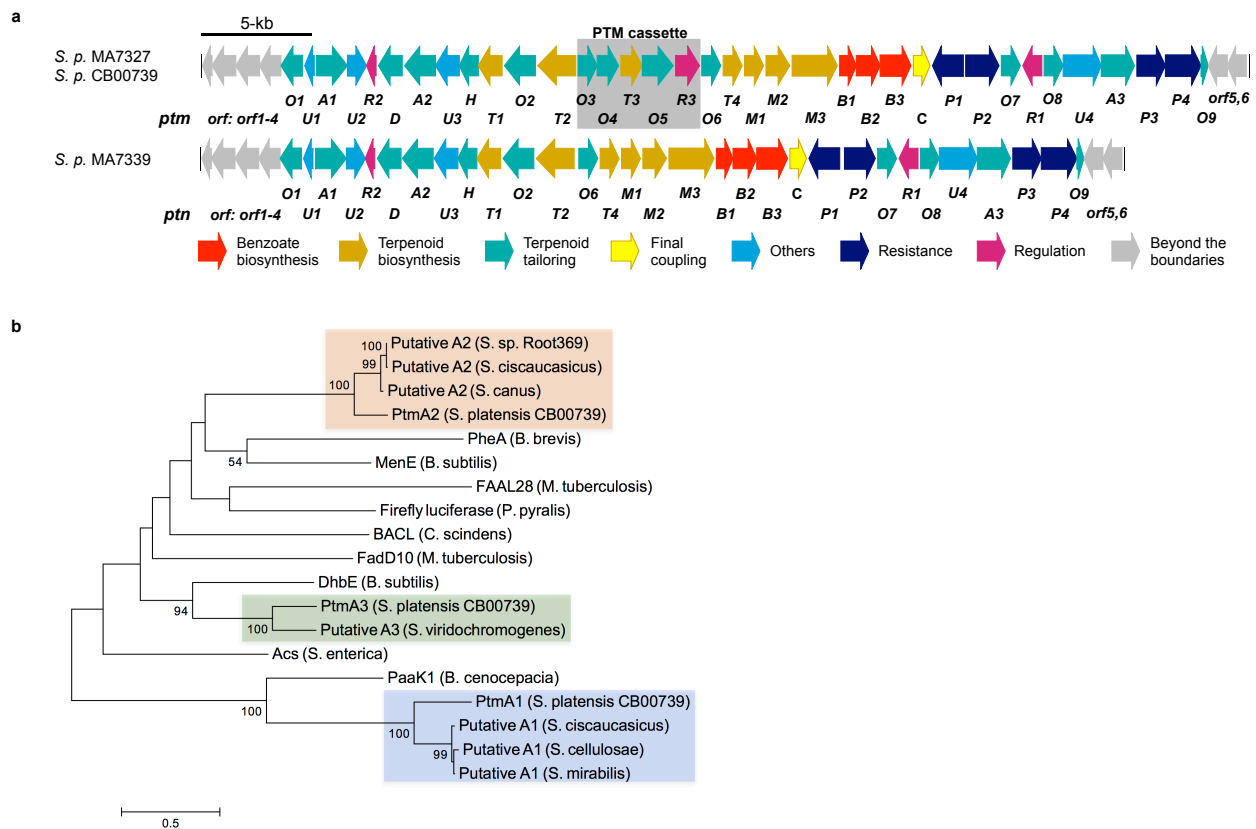 a
5-kb
PTM cassette
S. p. MA7327
S. p. CB00739
O1 A1 R2 A2 H O2 O3 T3 R3 T4 M2 B1 B3 P1 O7 O8 A3 P4 orf5,6
ptm orf: orf1-4 U1 U2 D U3 T1 T2 O4 O5 O6 M1 M3 B2 C P2 R1 U4 P3 O9
S. p. MA7339
O1 A1 R2 A2 H O2 O6 M1 M3 B2 C P2 R1 U4 P3 O9
ptn orf: orf1-4 U1 U2 D U3 T1 T2 T4 M2 B1 B3 P1 O7 O8 A3 P4 orf5,6
Benzoate
biosynthesis
Terpenoid
biosynthesis
Terpenoid
tailoring
Final
coupling
Others
Resistance
Regulation
Beyond the
boundaries
b
100 Putative A2 (S. sp. Root369)
99 Putative A2 (S. ciscaucasicus)
100 Putative A2 (S. canus)
PtmA2 (S. platensis CB00739)
PheA (B. brevis)
54 MenE (B. subtilis)
FAAL28 (M. tuberculosis)
Firefly luciferase (P. pyralis)
BACL (C. scindens)
FadD10 (M. tuberculosis)
DhbE (B. subtilis)
94 PtmA3 (S. platensis CB00739)
100 Putative A3 (S. viridochromogenes)
Acs (S. enterica)
PaaK1 (B. cenocepacia)
100 PtmA1 (S. platensis CB00739)
100 Putative A1 (S. ciscaucasicus)
99 Putative A1 (S. cellulosae)
Putative A1 (S. mirabilis)
0.5